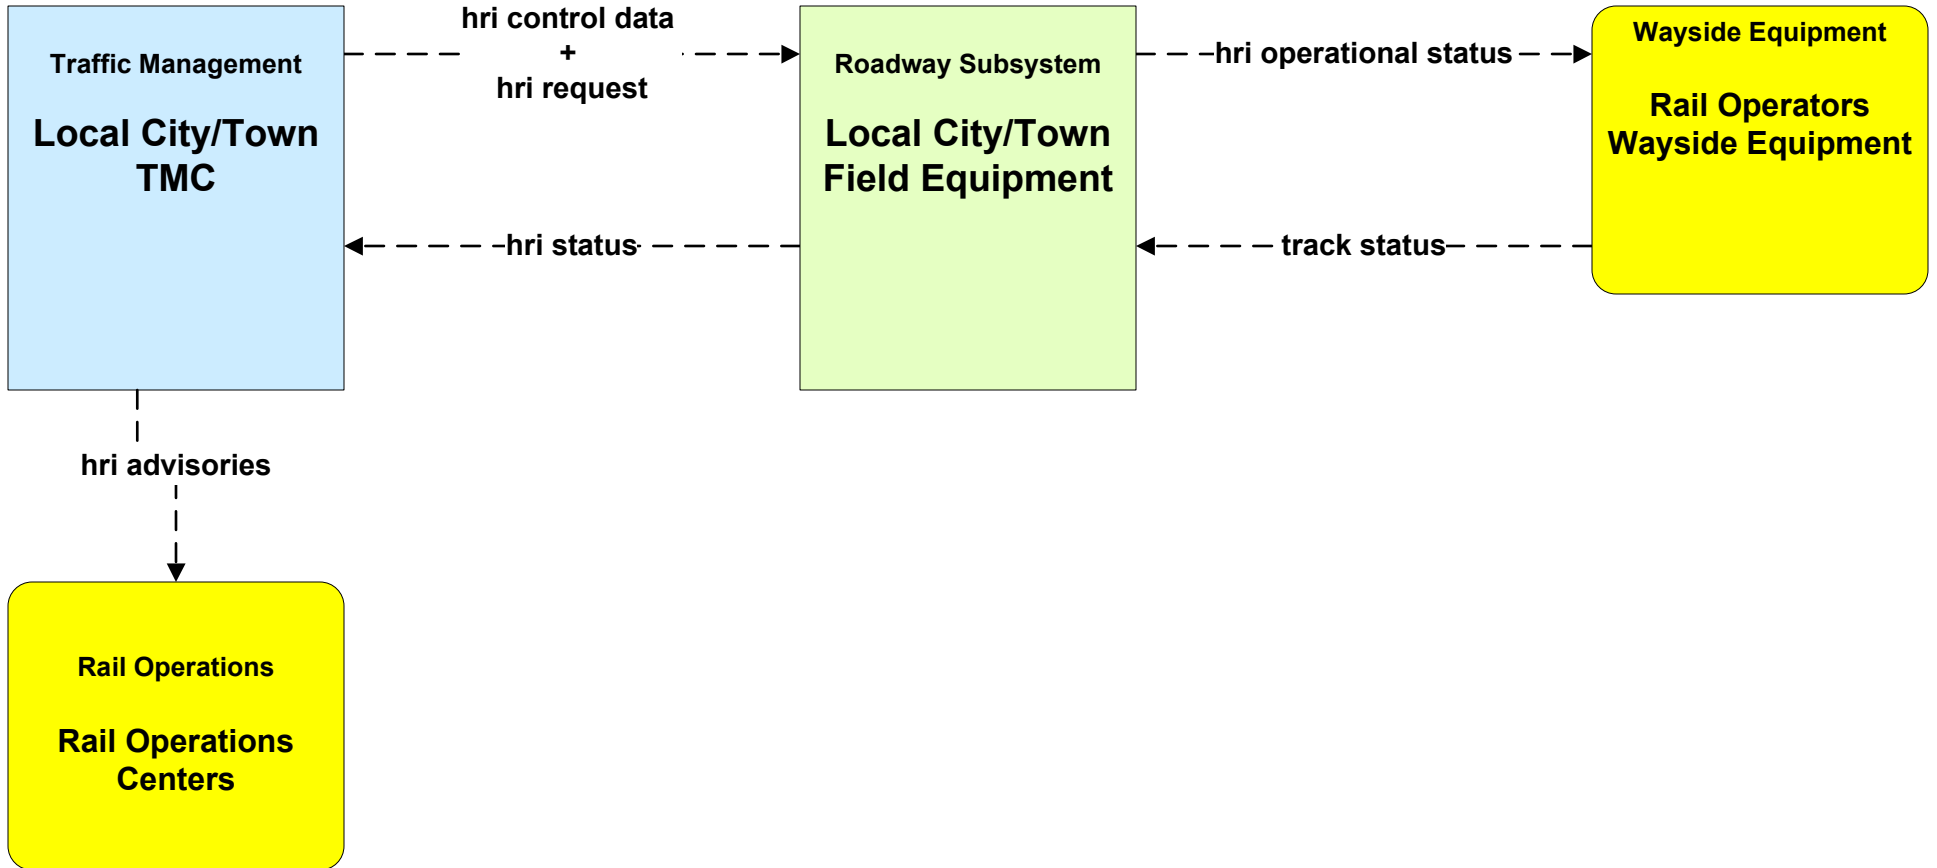 Traffic Management
Local City/Town
TMC
hri control data
+
hri request
Roadway Subsystem
Local City/Town
Field Equipment
hri operational status
Wayside Equipment
Rail Operators
Wayside Equipment
hri status
track status
hri advisories
Rail Operations
Rail Operations
Centers